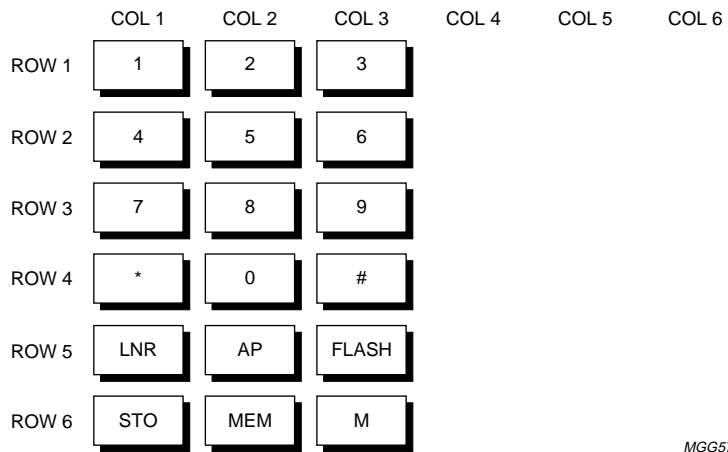 COL 1 COL 2 COL 3 COL 4 COL 5 COL 6
ROW 1 1 2 3
ROW 2 4 5 6
ROW 3 7 8 9
ROW 4 * 0 #
ROW 5 LNR AP FLASH
ROW 6 STO MEM M